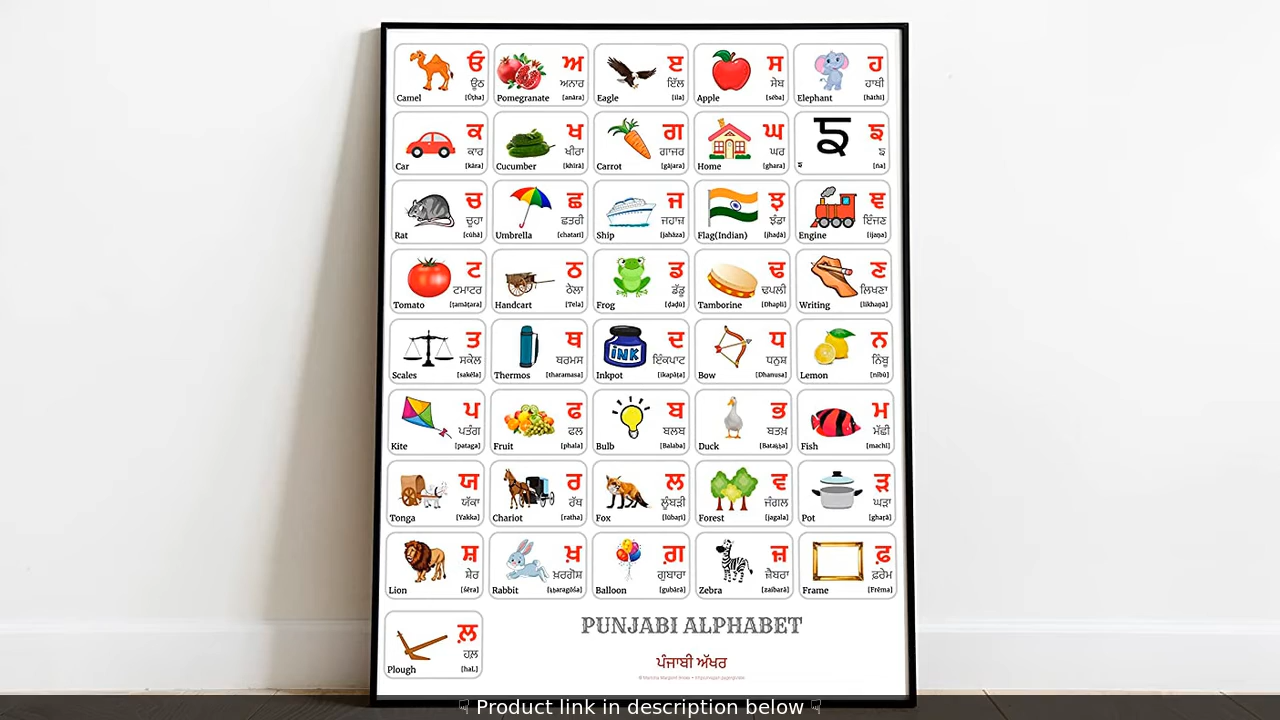 ੳ
ਊਠ
Camel [Ūṭha]
ਅ
ਅਨਾਰ
Pomegranate [anāra]
ੲ
ਇੱਲ
Eagle [ila]
ਸ
ਸੇਬ
Apple [sēba]
ਹ
ਹਾਥੀ
Elephant [hāthī]
ਕ
ਕਾਰ
Car [kāra]
ਖ
ਖੀਰਾ
Cucumber [khīrā]
ਗ
ਗਾਜਰ
Carrot [gājara]
ਘ
ਘਰ
Home [ghara]
ਙ
ਙ
ਙ
ਙ [ṅa]
ਚ
ਚੂਹਾ
Rat [cūhā]
ਛ
ਛਤਰੀ
Umbrella [chatarī]
ਜ
ਜਹਾਜ਼
Ship [jahāza]
ਝ
ਝੰਡਾ
Flag(Indian) [jhaḍā]
ਞ
ਇੰਜਣ
Engine [ijaṇa]
ਟ
ਟਮਾਟਰ
Tomato [ṭamāṭara]
ਠ
ਠੇਲਾ
Handcart [Tela]
ਡ
ਡੱਡੂ
Frog [ḍaḍū]
ਢ
ਢਪਲੀ
Tamborine [Dhapli]
ਣ
ਲਿਖਣਾ
Writing [likhaṇā]
ਤ
ਸਕੇਲ
Scales [sakēla]
ਥ
ਥਰਮਸ
Thermos [tharamasa]
ਦ
ਇੰਕਪਾਟ
Inkpot [ikapāṭa]
ਧ
ਧਨੁਸ਼
Bow [Dhanusa]
ਨ
ਨਿੰਬੂ
Lemon [nibū]
ਪ
ਪਤੰਗ
Kite [pataga]
ਫ
ਫਲ
Fruit [phala]
ਬ
ਬਲਬ
Bulb [Balaba]
ਭ
ਬਤਖ਼
Duck
ਮ
ਮੱਛੀ
Fish [machī]
ਯ
ਯੱਕਾ
Tonga [Yakka]
ਰ
ਰੱਥ
Chariot [ratha]
ਲ
ਲੂੰਬੜੀ
Fox [lūbaṛī]
ਵ
ਜੰਗਲ
Forest [jagala]
ੜ
ਘੜਾ
Pot [gharā]
ਸ਼
ਸ਼ੇਰ
Lion [śēra]
ਖ਼
ਖ਼ਰਗੋਸ਼
Rabbit
ਗ਼
ਗੁਬਾਰਾ
Balloon [gubārā]
ਜ਼
ਜ਼ੈਬਰਾ
Zebra [zaibarā]
ਫ਼
ਫ਼ਰੇਮ
Frame [Frēma]
ਲ਼
ਹਲ਼
Plough [haL]
PUNJABI ALPHABET
ਪੰਜਾਬੀ ਅੱਖਰ
INK
Product link in description below